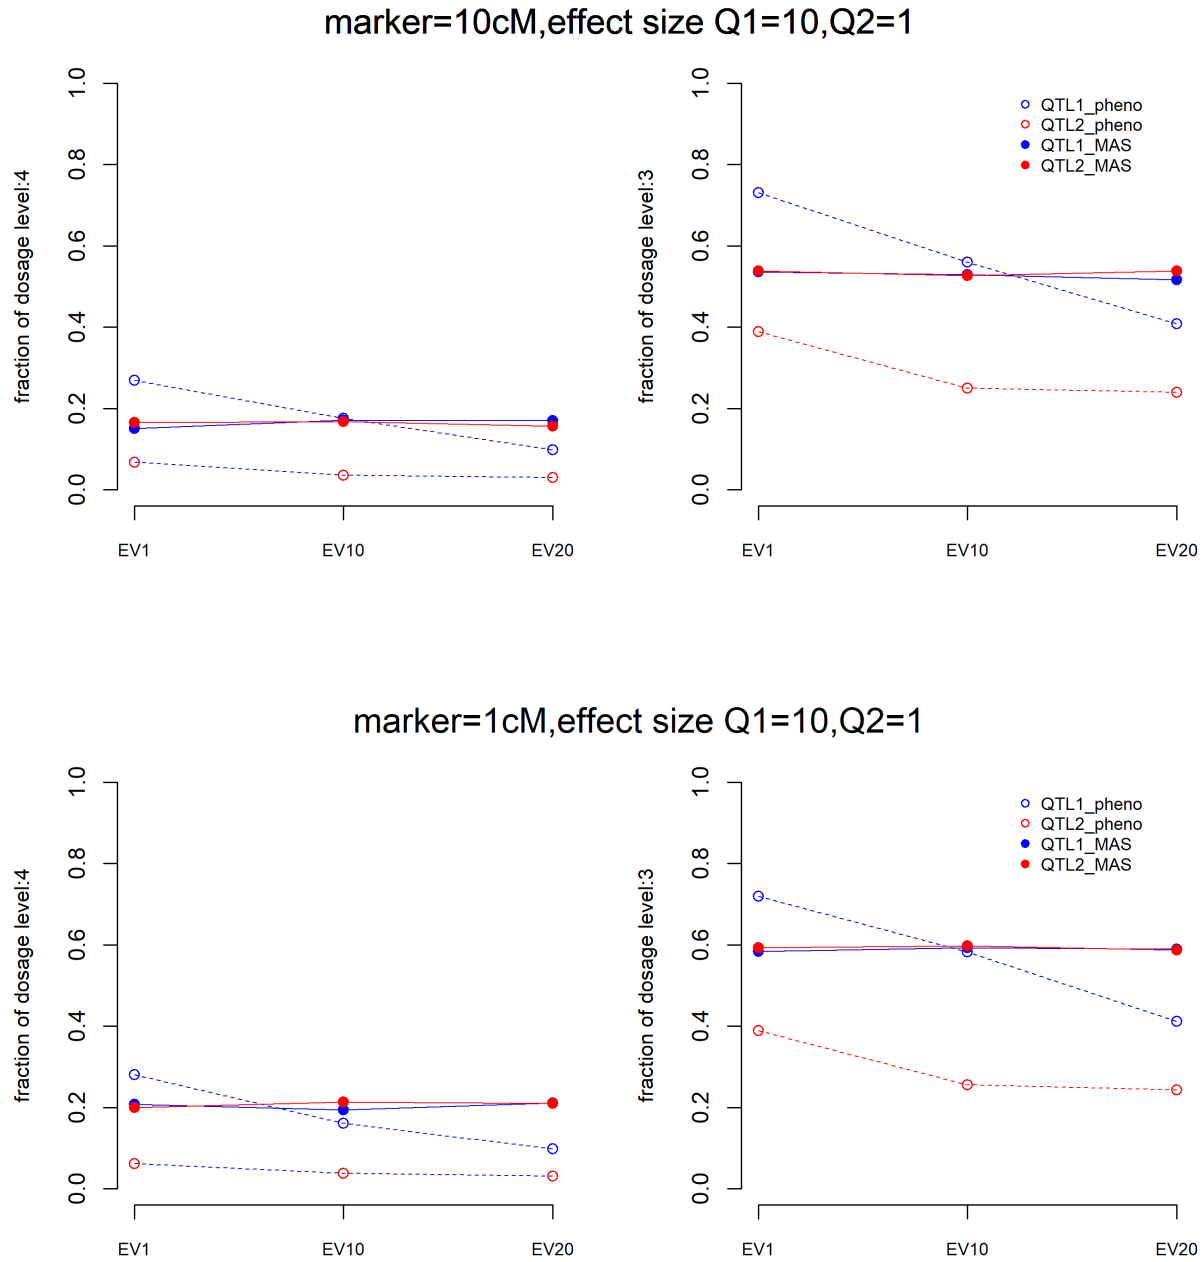 marker=10cM,effect size Q1=10,Q2=1
fraction of dosage level:4
1.0
0.8
0.6
0.4
0.2
0.0
EV1
EV10
EV20
fraction of dosage level:3
1.0
0.8
0.6
0.4
0.2
0.0
QTL1_pheno
QTL2_pheno
QTL1_MAS
QTL2_MAS
EV1
EV10
EV20
marker=1cM,effect size Q1=10,Q2=1
fraction of dosage level:4
1.0
0.8
0.6
0.4
0.2
0.0
EV1
EV10
EV20
fraction of dosage level:3
1.0
0.8
0.6
0.4
0.2
0.0
QTL1_pheno
QTL2_pheno
QTL1_MAS
QTL2_MAS
EV1
EV10
EV20